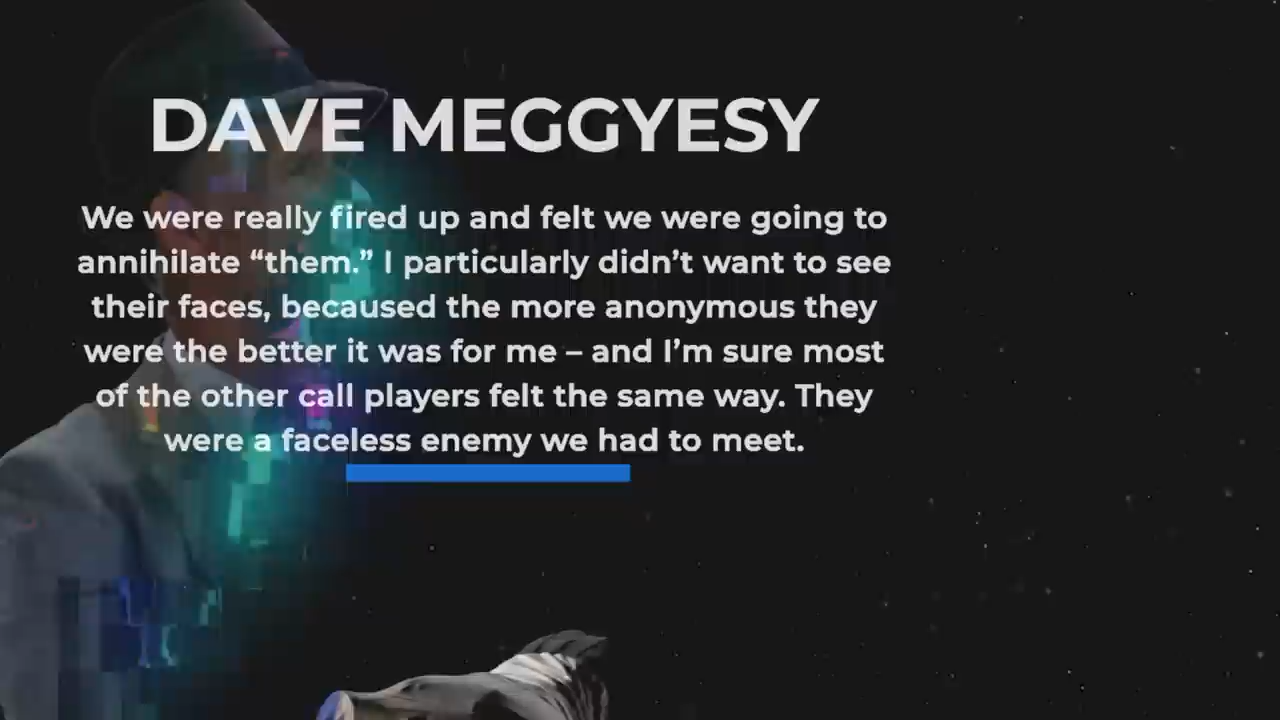 DAVE MEGGYESY
We were really fired up and felt we were going to
annihilate “them.” I particularly didn’t want to see
their faces, becaused the more anonymous they
were the better it was for me – and I’m sure most
of the other call players felt the same way. They
were a faceless enemy we had to meet.